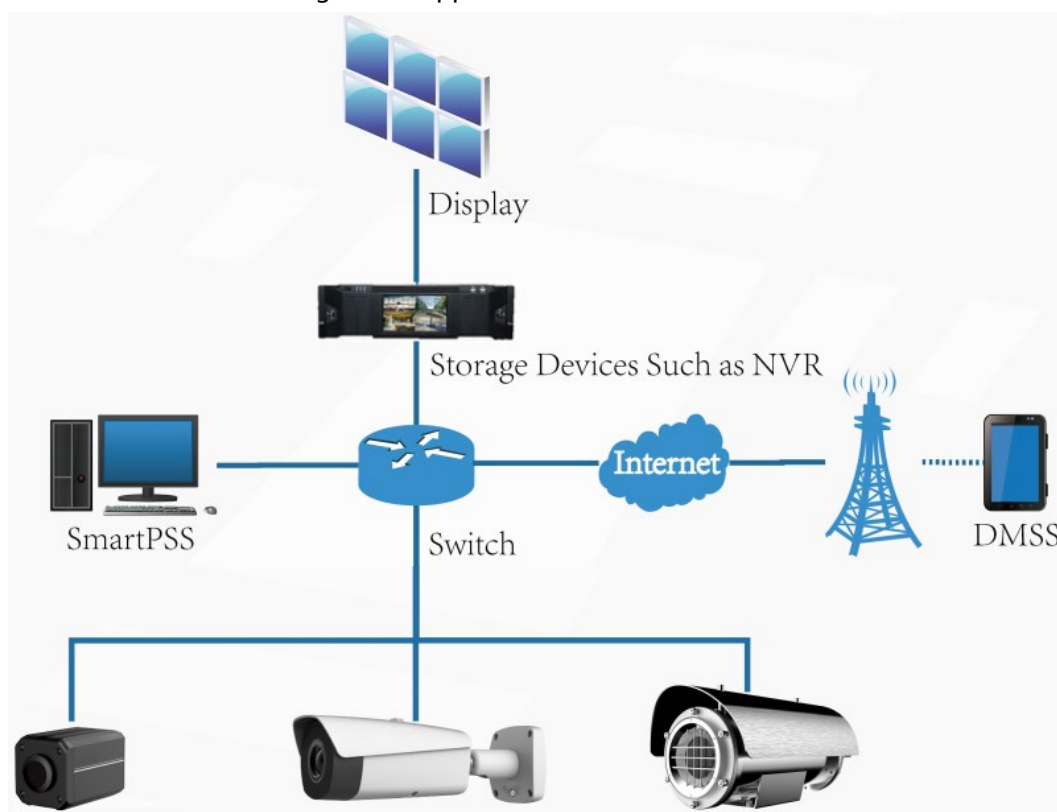 Display
Storage Devices Such as NVR
Internet
SmartPSS
Switch
DMSS